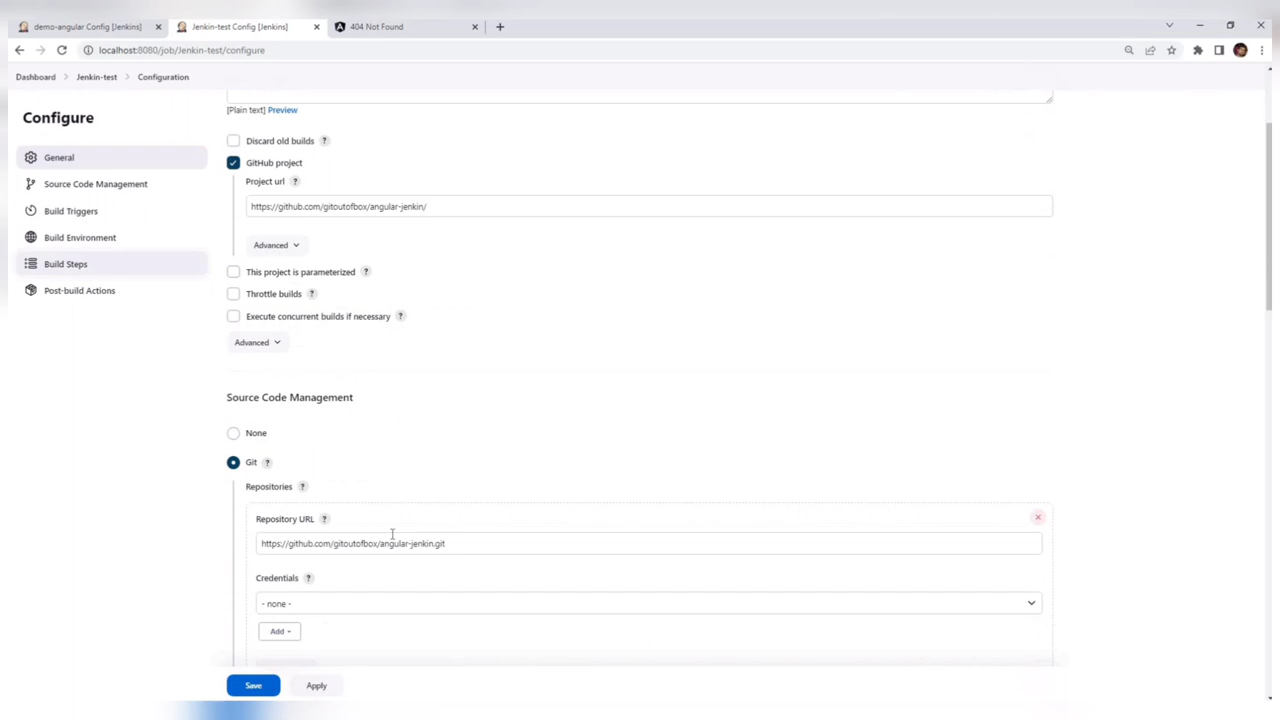 demo-angular Config [Jenkins]
Jenkin-test Config [Jenkins]
404 Not Found
localhost:8080/job/Jenkin-test/configure
Dashboard
Jenkin-test
Configuration
Configure
General
Source Code Management
Build Triggers
Build Environment
Build Steps
Post-build Actions
[Plain text] Preview
Discard old builds ?
GitHub project
Project url ?
https://github.com/gitoutofbox/angular-jenkin/
Advanced
This project is parameterized ?
Throttle builds ?
Execute concurrent builds if necessary ?
Advanced
Source Code Management
None
Git ?
Repositories ?
Repository URL ?
https://github.com/gitoutofbox/angular-jenkin.git
Credentials ?
- none -
Add
Save
Apply